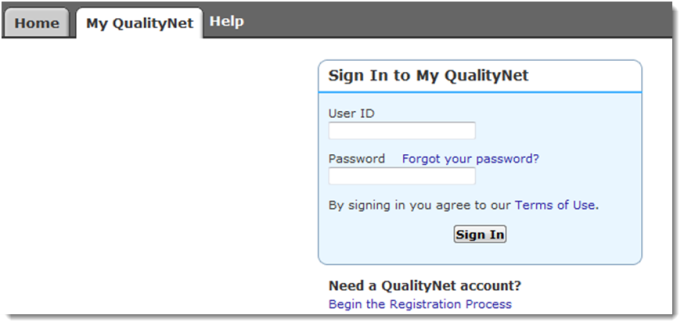 Home My QualityNet Help
Sign In to My QualityNet
User ID
Password Forgot your password?
By signing in you agree to our Terms of Use.
Sign In
Need a QualityNet account?
Begin the Registration Process